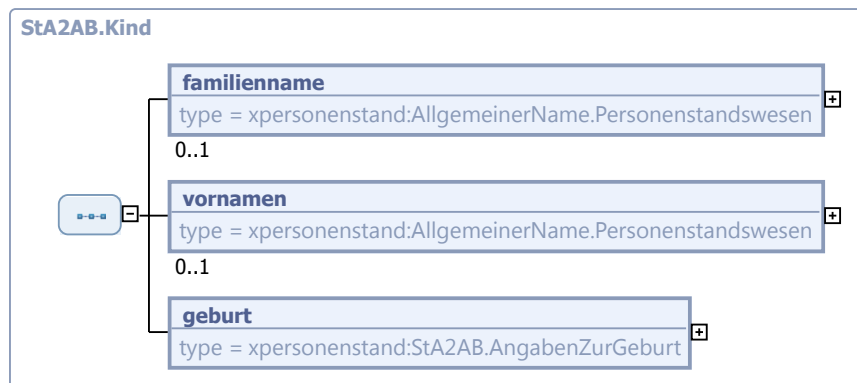 StA2AB.Kind
familienname
type = xpersonenstand:AllgemeinerName.Personenstandswesen
0..1
vornamen
type = xpersonenstand:AllgemeinerName.Personenstandswesen
0..1
geburt
type = xpersonenstand:StA2AB.AngabenZurGeburt